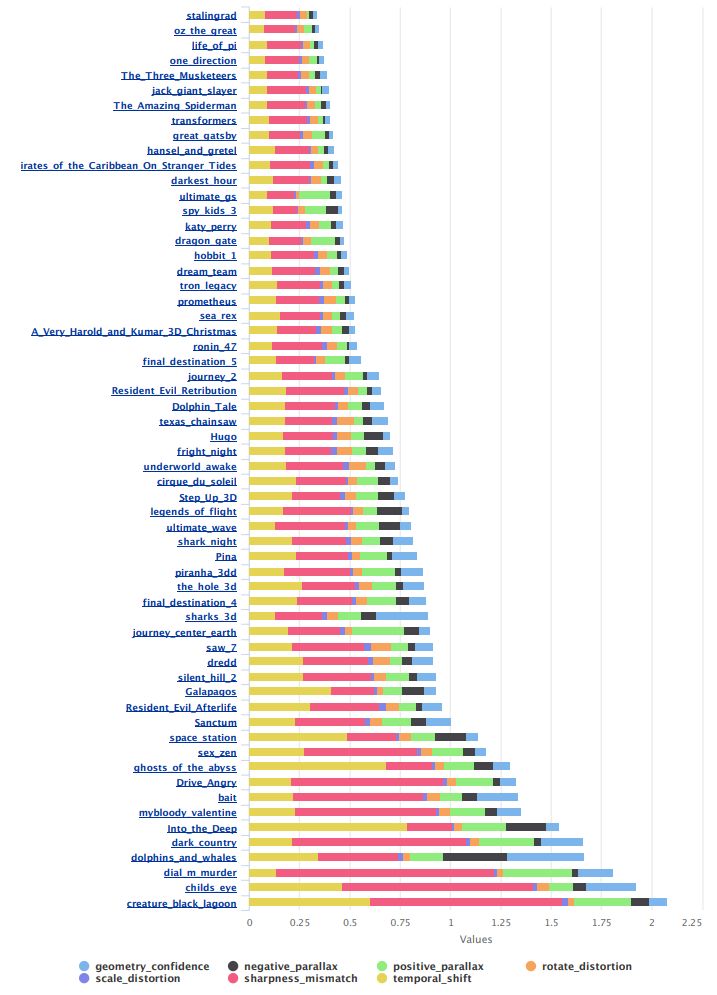 stalingrad
oz_the_great
life_of_pi
one_direction
The_Three_Musketeers
jack_giant_slayer
The_Amazing_Spiderman
transformers
great_gatsby
hansel_and_gretel
irates_of_the_Caribbean_On_Stranger_Tides
darkest_hour
ultimate_gs
spy_kids_3
katy_perry
dragon_gate
hobbit_1
dream_team
tron_legacy
prometheus
sea_rex
A_Very_Harold_and_Kumar_3D_Christmas
ronin_47
final_destination_5
journey_2
Resident_Evil_Retribution
Dolphin_Tale
texas_chainsaw
Hugo
fright_night
underworld_awake
cirque_du_soleil
Step_Up_3D
legends_of_flight
ultimate_wave
shark_night
Pina
piranha_3dd
the_hole_3d
final_destination_4
sharks_3d
journey_center_earth
saw_7
dredd
silent_hill_2
Galapagos
Resident_Evil_Afterlife
Sanctum
space_station
sex_zen
ghosts_of_the_abyss
Drive_Angry
bait
mybloody_valentine
Into_the_Deep
dark_country
dolphins_and_whales
dial_m_murder
childs_eye
creature_black_lagoon
0 0.25 0.5 0.75 1 1.25 1.5 1.75 2 2.25
Values
geometry_confidence negative_parallax positive_parallax rotate_distortion
scale_distortion sharpness_mismatch temporal_shift